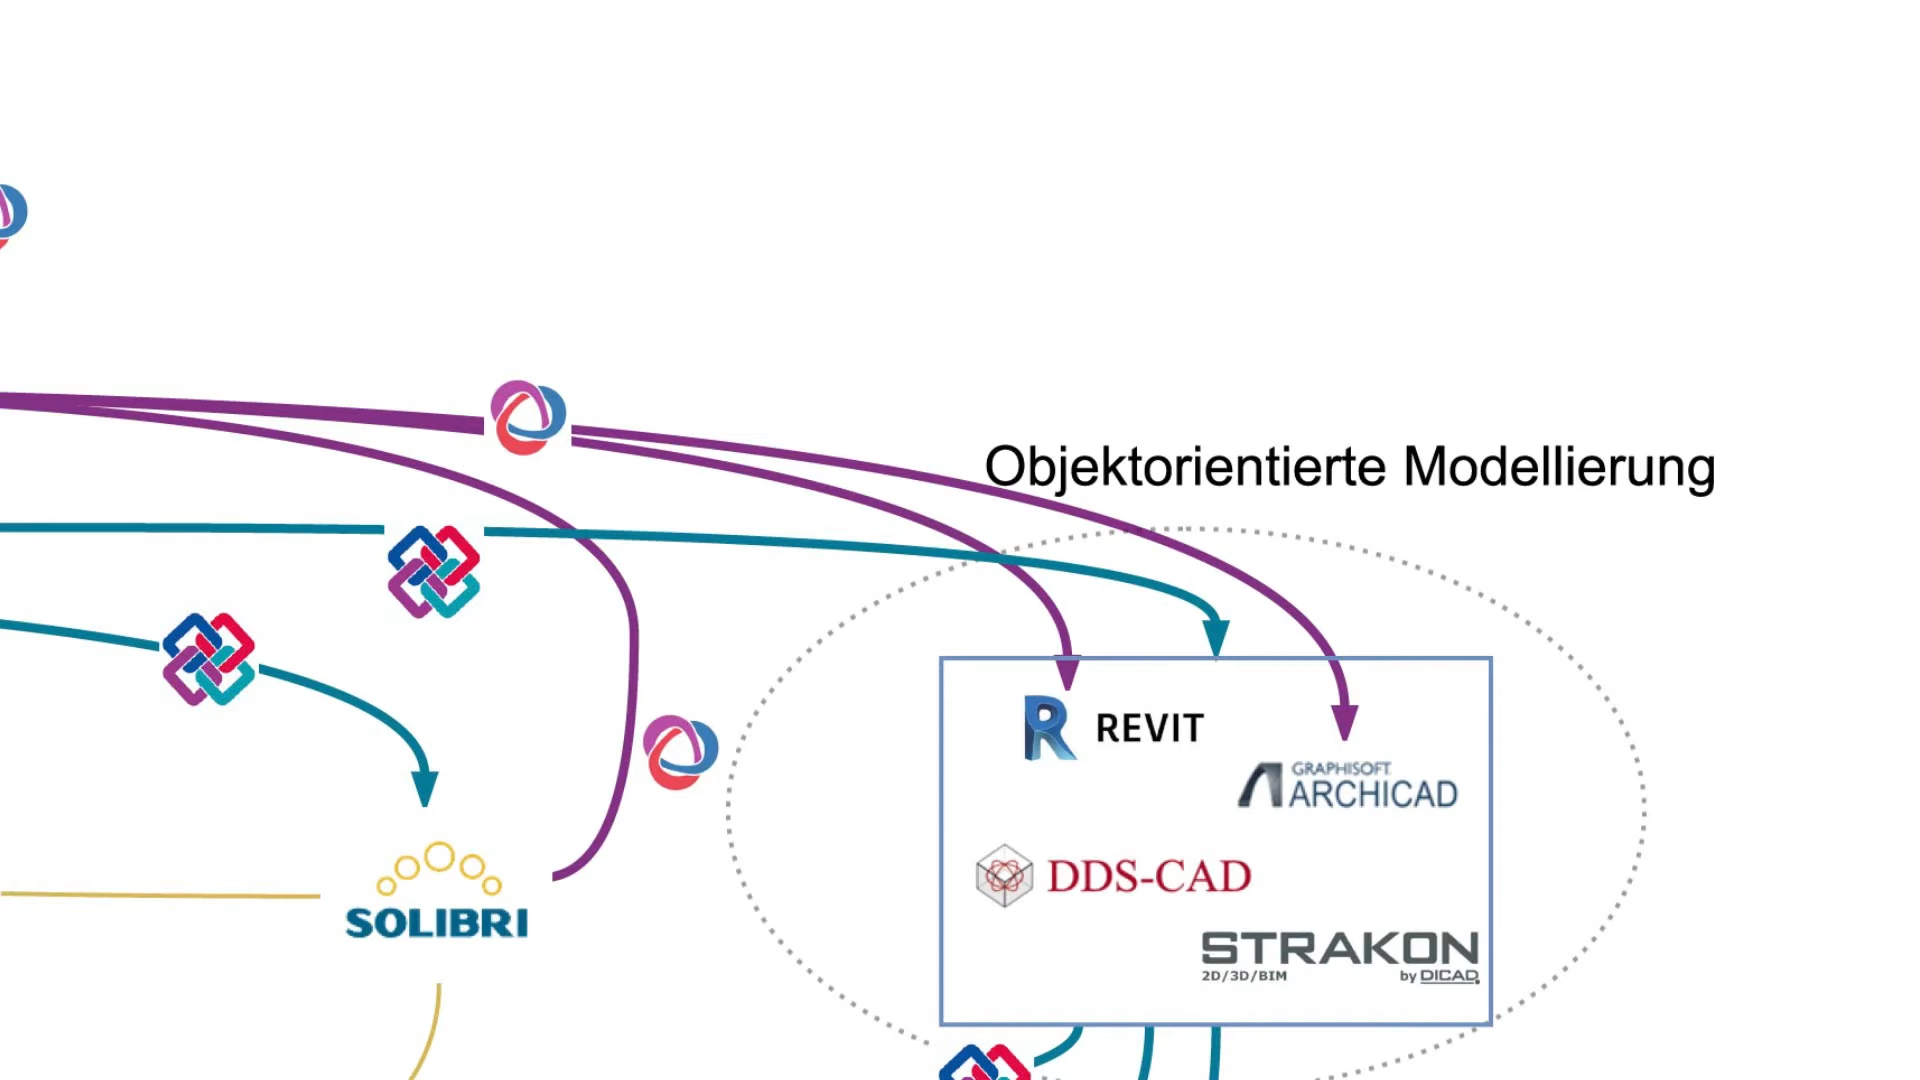 Objektorientierte Modellierung
REVIT
GRAPHISOFT
ARCHICAD
DDS-CAD
SOLIBRI
STRAKON
2D/3D/BIM by DICAD